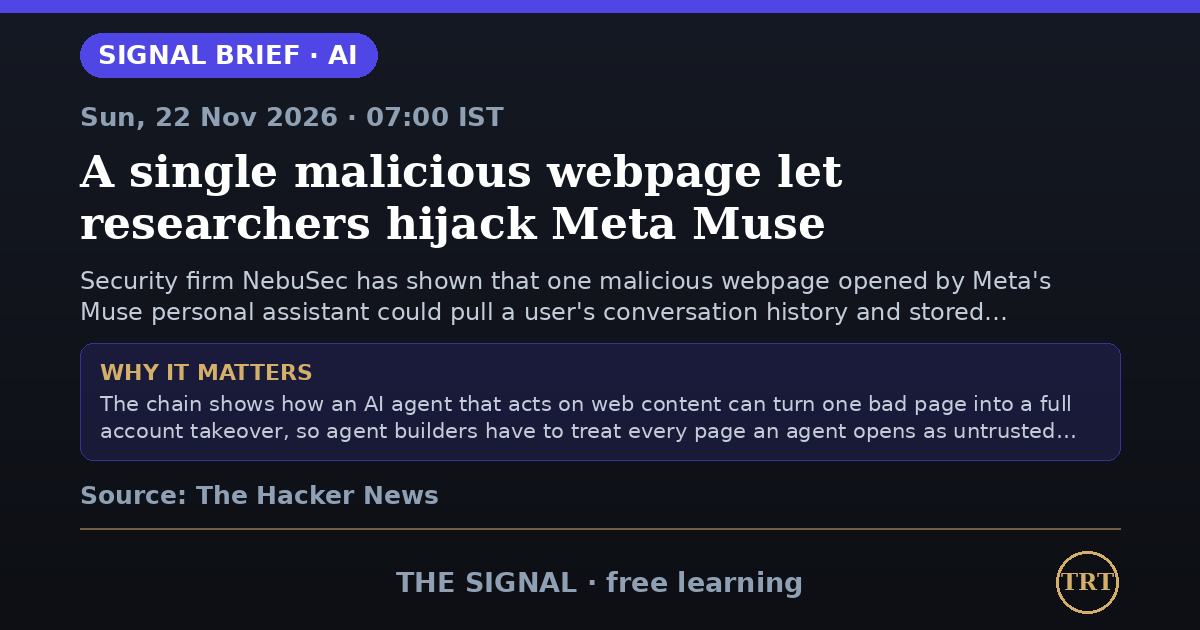 SIGNAL BRIEF · AI
Sun, 22 Nov 2026 · 07:00 IST
A single malicious webpage let
researchers hijack Meta Muse
Security firm NebuSec has shown that one malicious webpage opened by Meta's
Muse personal assistant could pull a user's conversation history and stored...
WHY IT MATTERS
The chain shows how an AI agent that acts on web content can turn one bad page into a full
account takeover, so agent builders have to treat every page an agent opens as untrusted...
Source: The Hacker News
THE SIGNAL · free learning
TRT